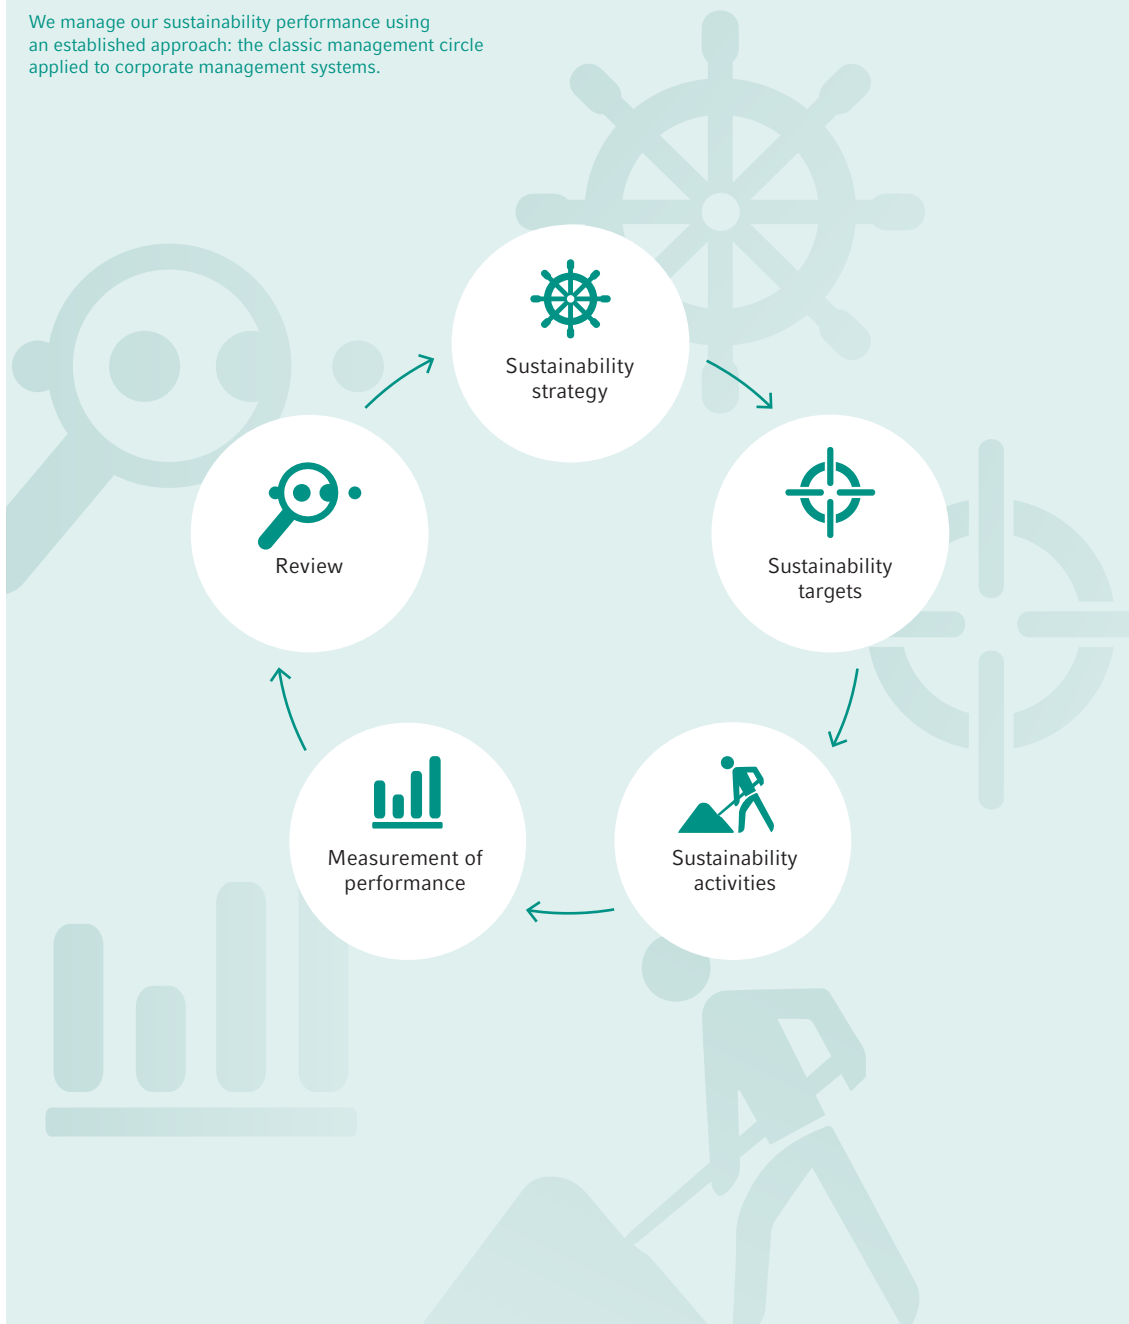 We manage our sustainability performance using
an established approach: the classic management circle
applied to corporate management systems.
Sustainability
strategy
Sustainability
targets
Sustainability
activities
Measurement of
performance
Review